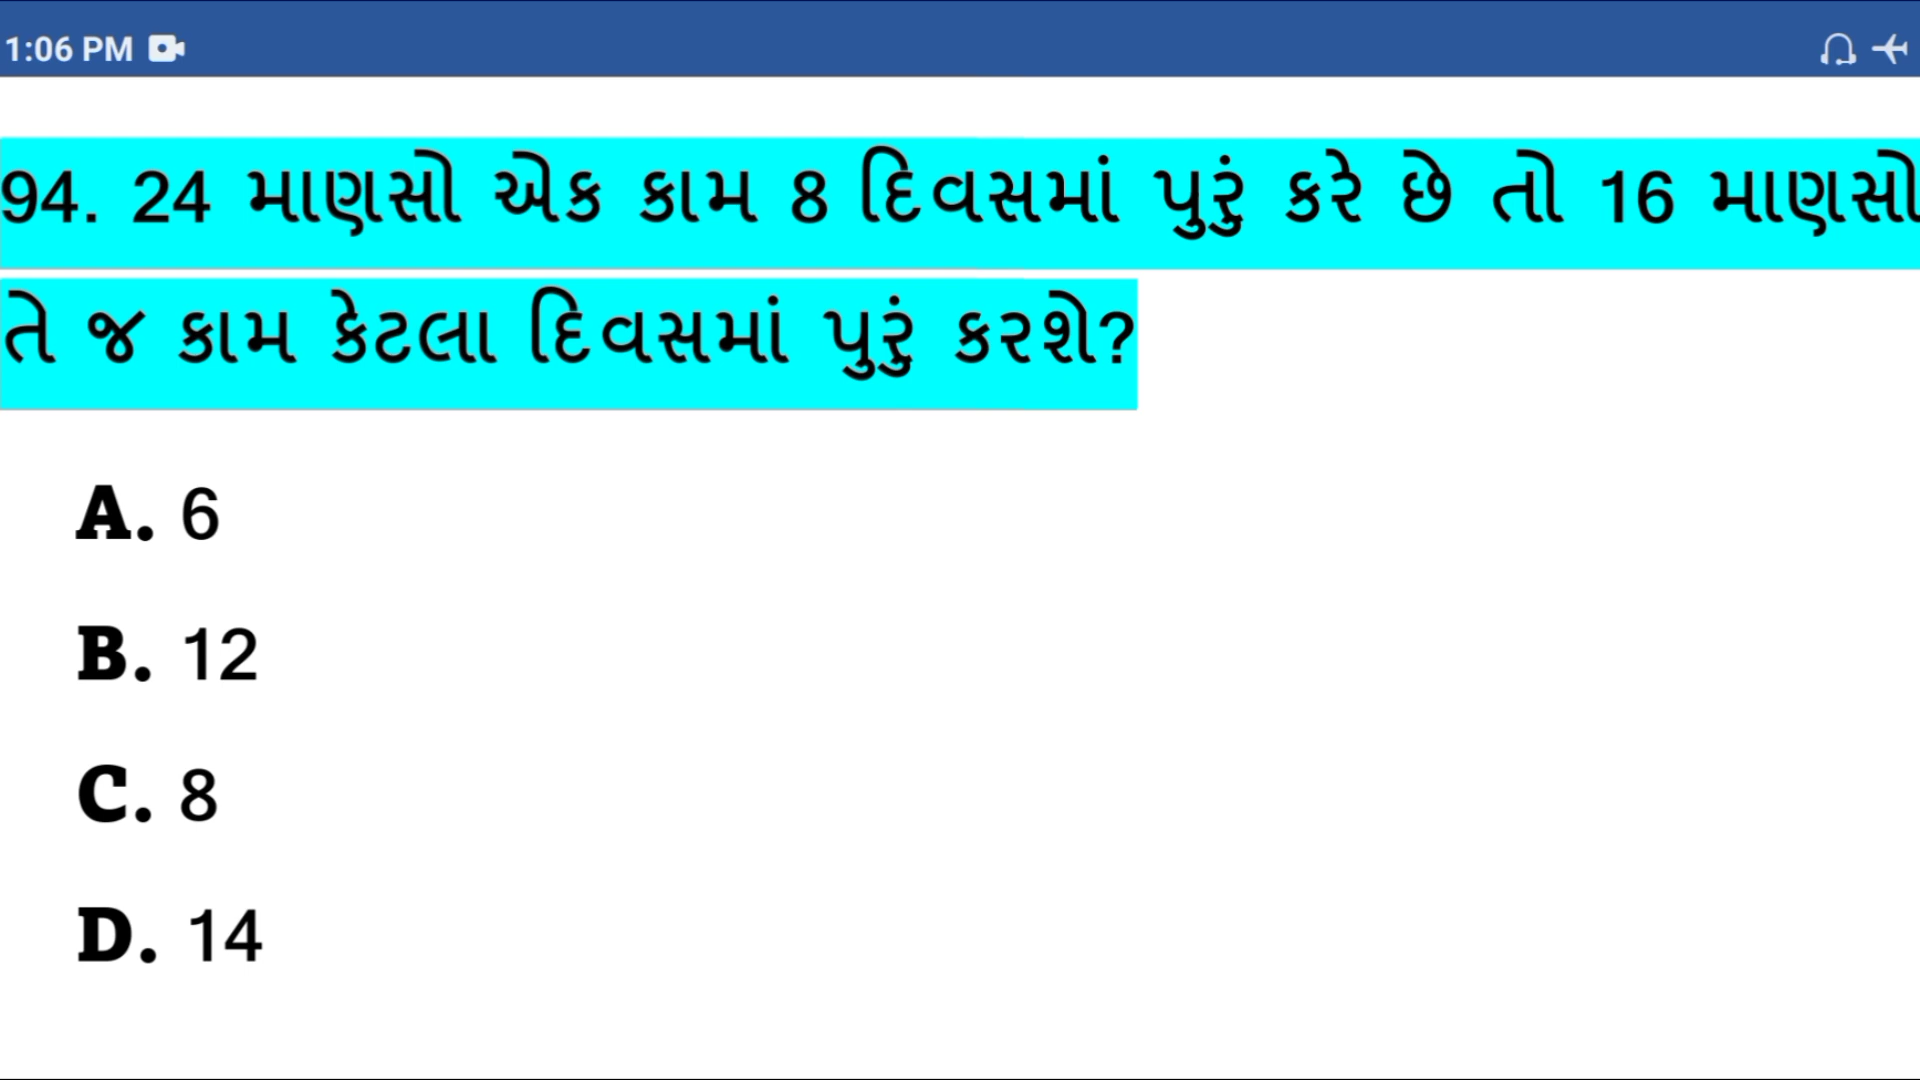 1:06 PM
94. 24 માણસો એક કામ 8 દિવસમાં પુરું કરે છે તો 16 માણસો
તે જ કામ કેટલા દિવસમાં પુરું કરશે?
A. 6
B. 12
C. 8
D. 14